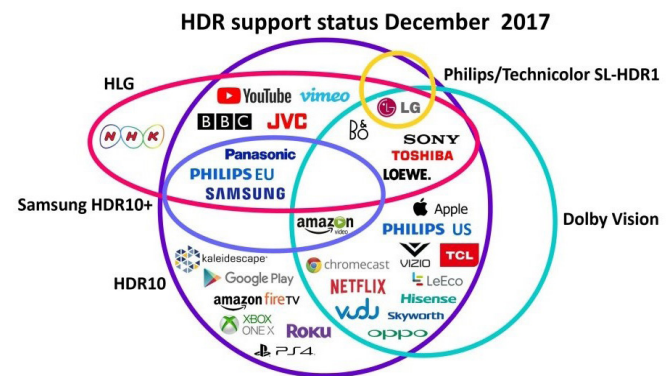 HDR support status December 2017
Philips/Technicolor SL-HDR1
HLG
YouTube vimeo
LG
NHK
BBC JVC
B&O
SONY
Panasonic
TOSHIBA
PHILIPS EU
LOEWE.
SAMSUNG
Samsung HDR10+
amazon video
Apple
Dolby Vision
PHILIPS US
kaleidescape
VIZIO TCL
chromecast
HDR10
Google Play
LeEco
NETFLIX
Hisense
amazon fireTV
vudu
Skyworth
XBOX
ONE X
ROKU
oppo
PS4